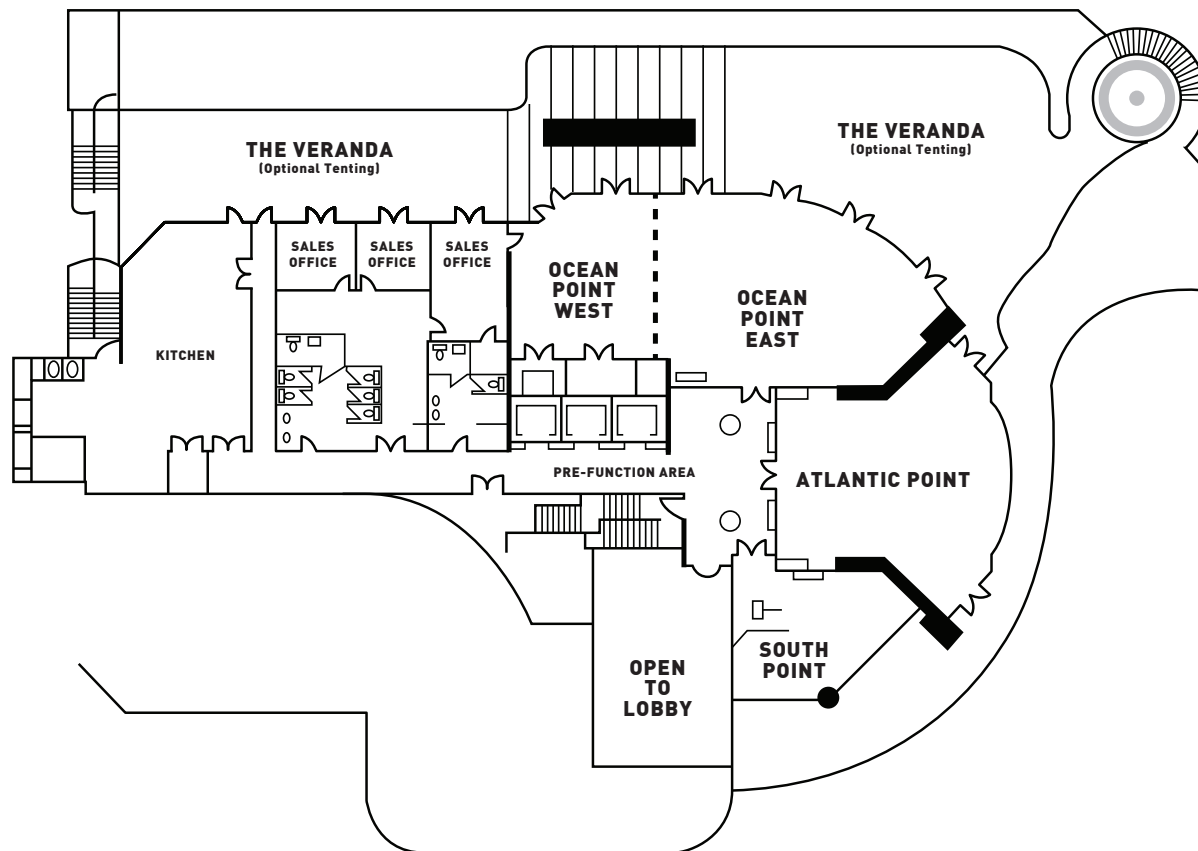 THE VERANDA
(Optional Tenting)
THE VERANDA
(Optional Tenting)
SALES
OFFICE
SALES
OFFICE
SALES
OFFICE
OCEAN
POINT
WEST
OCEAN
POINT
EAST
KITCHEN
PRE-FUNCTION AREA
ATLANTIC POINT
SOUTH
POINT
OPEN
TO
LOBBY